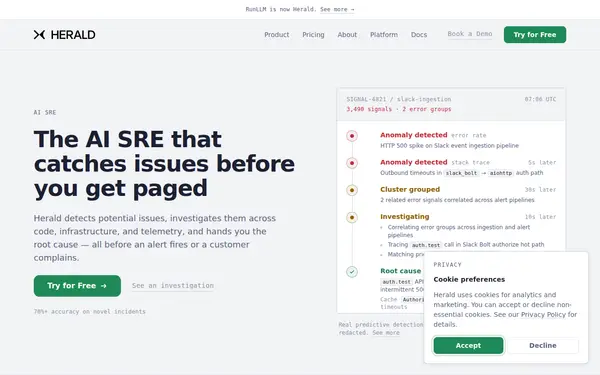 RunLLM is now Herald. See more →
HERALD
Product Pricing About Platform Docs Book a Demo Try for Free
AI SRE
The AI SRE that
catches issues before
you get paged
Herald detects potential issues, investigates them across
code, infrastructure, and telemetry, and hands you the
root cause — all before an alert fires or a customer
complains.
Try for Free → See an investigation
70%+ accuracy on novel incidents
SIGNAL-4821 / slack-ingestion 07:06 UTC
3,490 signals · 2 error groups
Anomaly detected error rate
HTTP 500 spike on Slack event ingestion pipeline
Anomaly detected stack trace 5s later
Outbound timeouts in slack_bolt → aiohttp auth path
Cluster grouped 30s later
2 related error signals correlated across alert pipelines
Investigating 19s later
Correlating error groups across ingestion and alert
pipelines
Tracing auth.test call in Slack Bolt authorize hot path
Matching
Root cause
auth.test API
intermittent 50
Cache
timeouts
Real predictive detection
redacted. See more
PRIVACY
Cookie preferences
Herald uses cookies for analytics and
marketing. You can accept or decline non-
essential cookies. See our Privacy Policy for
details.
Accept Decline